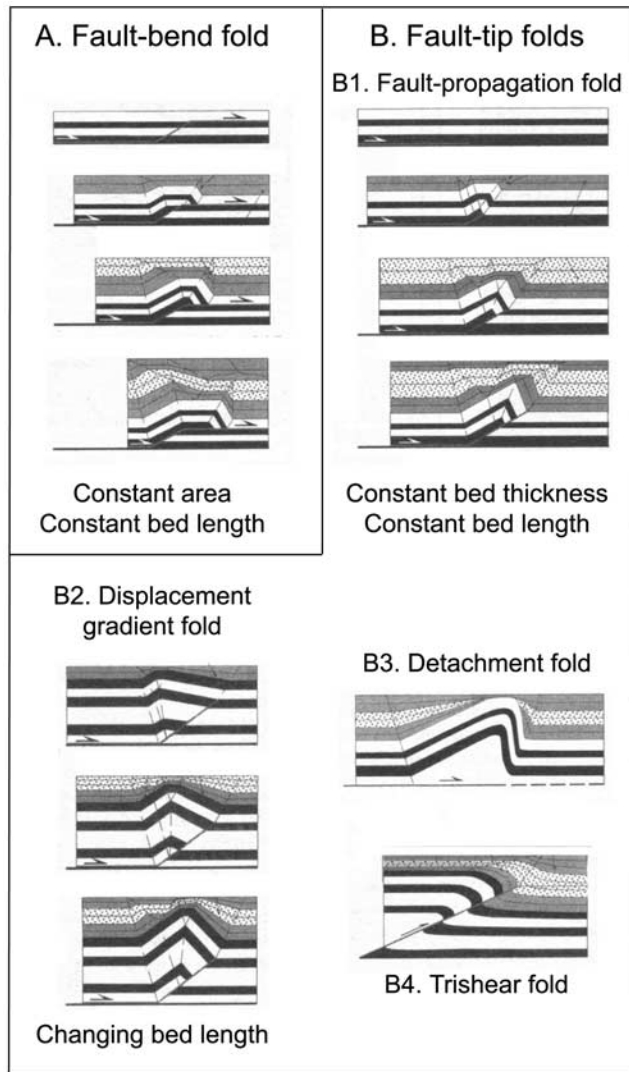 A. Fault-bend fold
Constant area
Constant bed length
B. Fault-tip folds
B1. Fault-propagation fold
Constant bed thickness
Constant bed length
B2. Displacement
gradient fold
Changing bed length
B3. Detachment fold
B4. Trishear fold